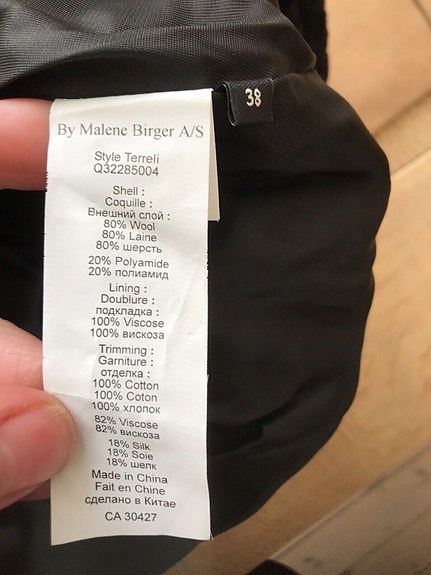 By Malene Birger A/S
Style Terreli
Q32285004
Shell :
Coquille :
Внешний слой :
80% Wool
80% Laine
80% шерсть
20% Polyamide
20% полиамид
Lining :
Doublure :
подкладка :
100% Viscose
100% вискоза
Trimming :
Garniture :
отделка :
100% Cotton
100% Coton
100% хлопок
82% Viscose
82% вискоза
18% Silk
18% Soie
18% шелк
Made in China
Fait en Chine
сделано в Китае
CA 30427
38